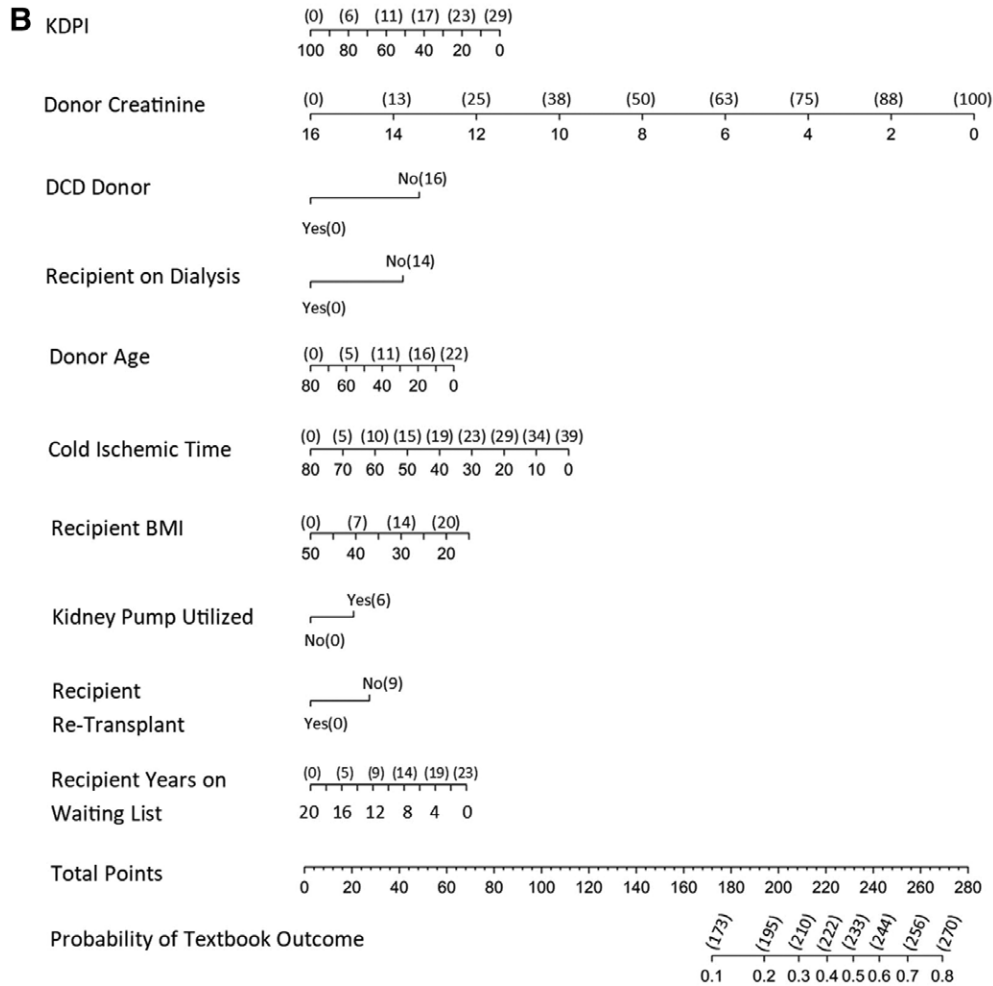 B
KDPI
(0) (6) (11) (17) (23) (29)
100 80 60 40 20 0
Donor Creatinine
(0) (13) (25) (38) (50) (63) (75) (88) (100)
16 14 12 10 8 6 4 2 0
DCD Donor
No(16)
Yes(0)
Recipient on Dialysis
No(14)
Yes(0)
Donor Age
(0) (5) (11) (16) (22)
80 60 40 20 0
Cold Ischemic Time
(0) (5) (10) (15) (19) (23) (29) (34) (39)
80 70 60 50 40 30 20 10 0
Recipient BMI
(0) (7) (14) (20)
50 40 30 20
Kidney Pump Utilized
Yes(6)
No(0)
Recipient
Re-Transplant
No(9)
Yes(0)
Recipient Years on
Waiting List
(0) (5) (9) (14) (19) (23)
20 16 12 8 4 0
Total Points
0 20 40 60 80 100 120 140 160 180 200 220 240 260 280
Probability of Textbook Outcome
(173) (195) (210) (222) (233) (244) (256) (270)
0.1 0.2 0.3 0.4 0.5 0.6 0.7 0.8